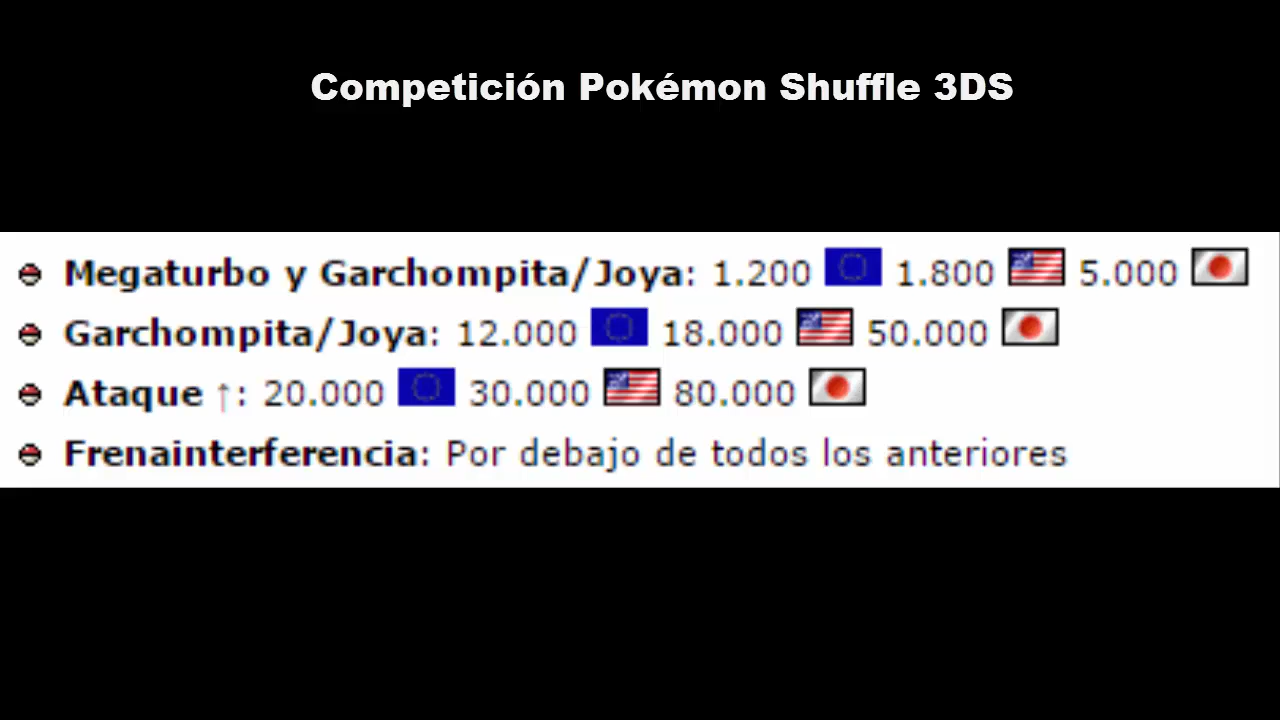 Competición Pokémon Shuffle 3DS
Megaturbo y Garchompita/Joya: 1.200 1.800 5.000
Garchompita/Joya: 12.000 18.000 50.000
Ataque ↑: 20.000 30.000 80.000
Frenainterferencia: Por debajo de todos los anteriores